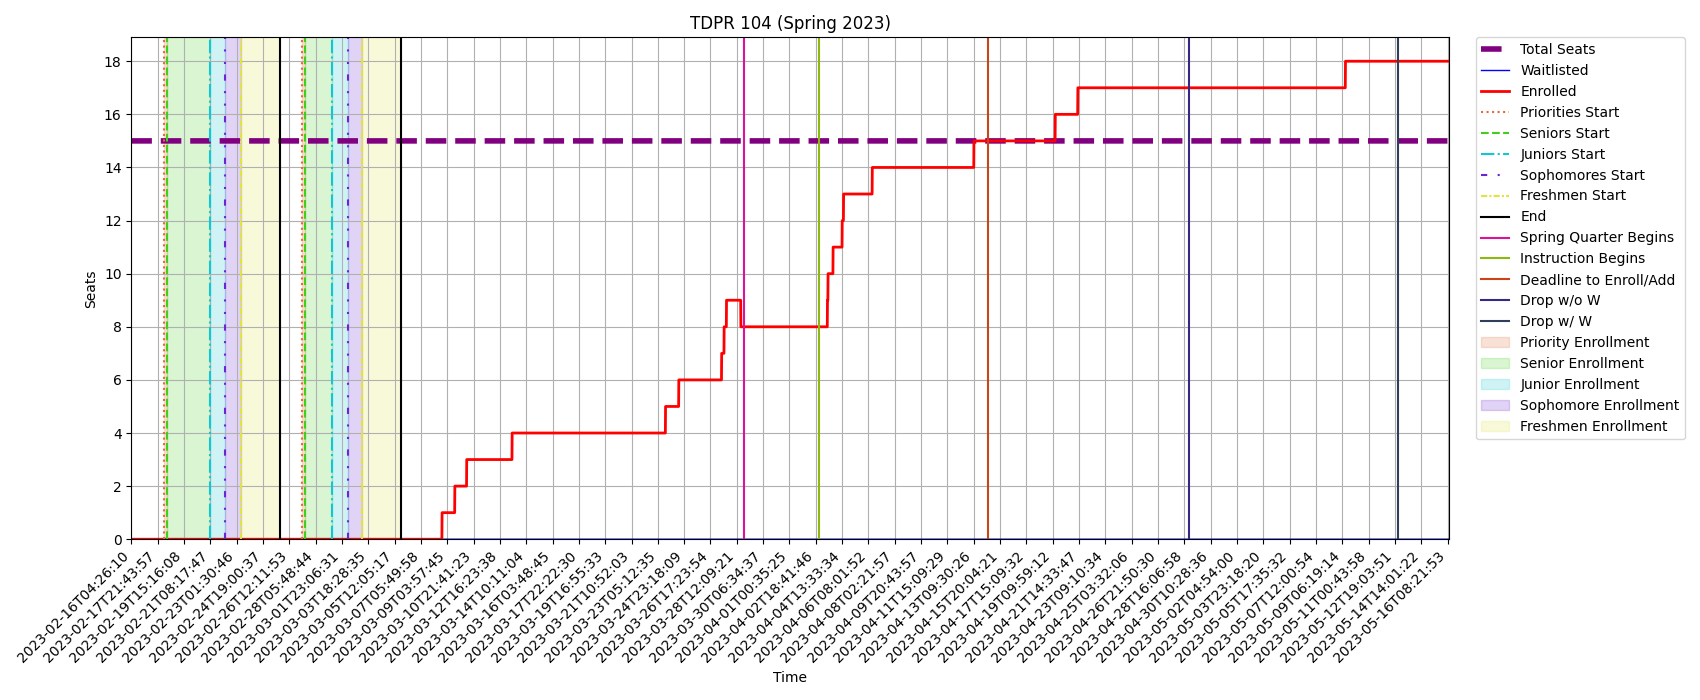 TDPR 104 (Spring 2023)
Seats
18
16
14
12
10
8
6
4
2
0
2023-02-16T04:26:10
2023-02-17T21:43:57
2023-02-19T15:16:08
2023-02-21T08:17:47
2023-02-23T01:30:46
2023-02-24T19:00:37
2023-02-26T12:11:53
2023-02-28T05:48:44
2023-03-01T23:06:31
2023-03-03T18:28:35
2023-03-05T12:05:17
2023-03-07T05:49:58
2023-03-09T03:57:45
2023-03-10T21:41:23
2023-03-12T16:23:38
2023-03-14T10:11:04
2023-03-16T03:48:45
2023-03-17T22:22:30
2023-03-19T16:55:33
2023-03-21T10:52:03
2023-03-23T05:12:35
2023-03-24T23:18:09
2023-03-26T17:23:54
2023-03-28T12:09:21
2023-03-30T06:34:37
2023-04-01T00:35:25
2023-04-02T18:41:46
2023-04-04T13:33:34
2023-04-06T08:01:52
2023-04-08T02:21:57
2023-04-09T20:43:57
2023-04-11T15:09:29
2023-04-13T09:30:26
2023-04-15T20:04:21
2023-04-17T15:09:32
2023-04-19T09:59:12
2023-04-21T14:33:47
2023-04-23T09:10:34
2023-04-25T03:32:06
2023-04-26T21:50:30
2023-04-28T16:06:58
2023-04-30T10:28:36
2023-05-02T04:54:00
2023-05-03T23:18:20
2023-05-05T17:35:32
2023-05-07T12:00:54
2023-05-09T06:19:14
2023-05-11T00:43:58
2023-05-12T19:03:51
2023-05-14T14:01:22
2023-05-16T08:21:53
Time
Total Seats
Waitlisted
Enrolled
Priorities Start
Seniors Start
Juniors Start
Sophomores Start
Freshmen Start
End
Spring Quarter Begins
Instruction Begins
Deadline to Enroll/Add
Drop w/o W
Drop w/ W
Priority Enrollment
Senior Enrollment
Junior Enrollment
Sophomore Enrollment
Freshmen Enrollment